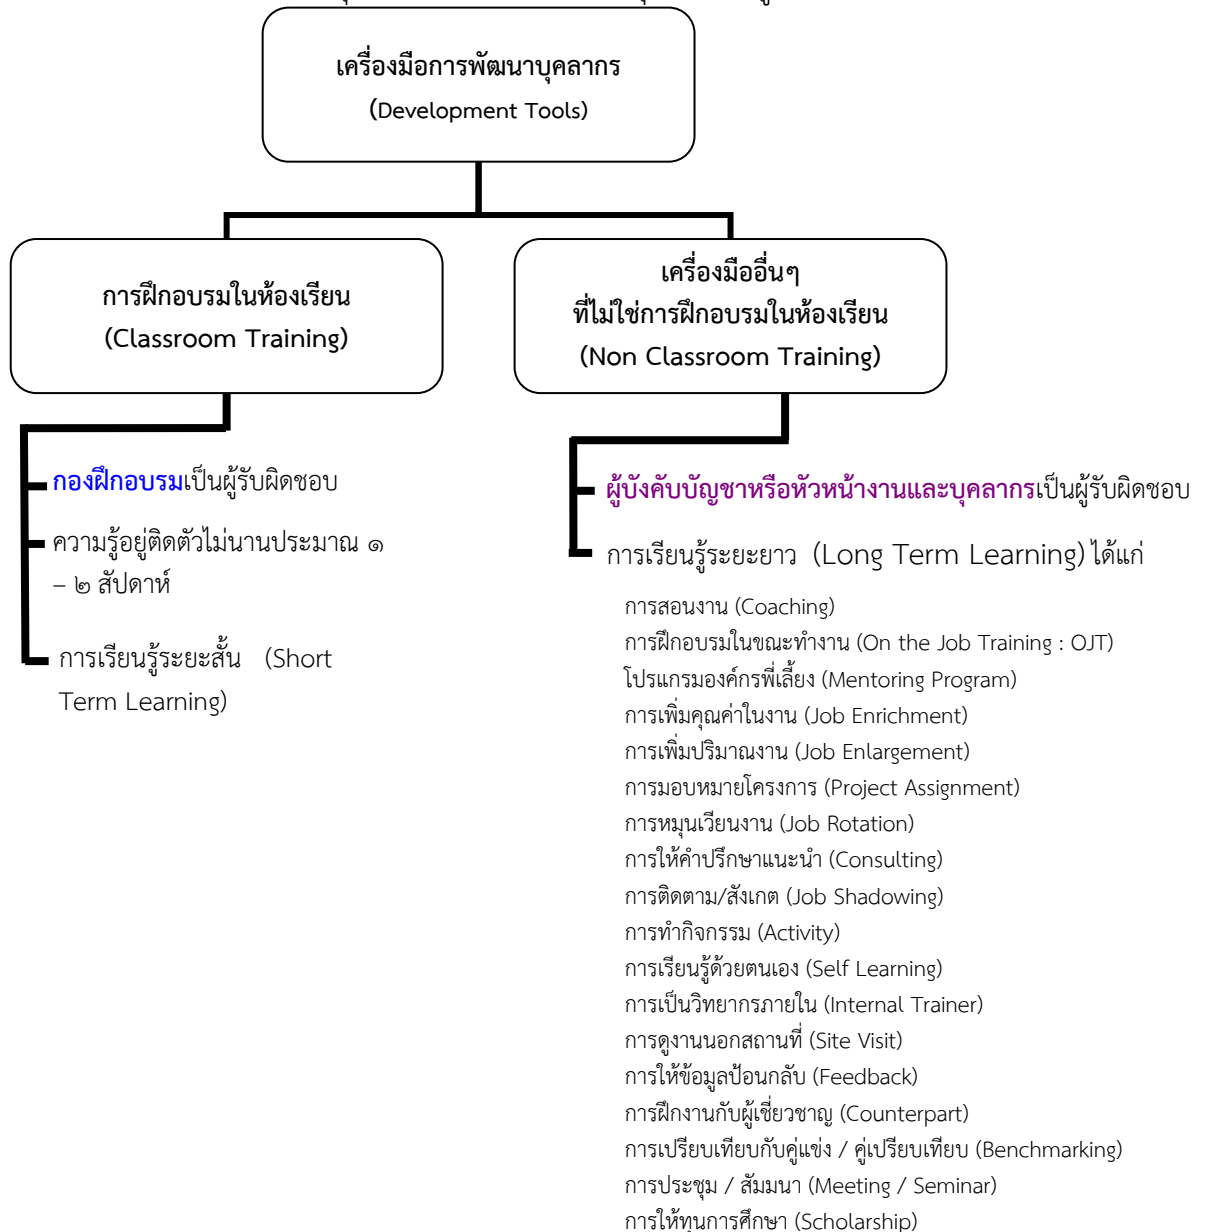 เครื่องมือการพัฒนาบุคลากร
(Development Tools)
การฝึกอบรมในห้องเรียน
(Classroom Training)
เครื่องมืออื่นๆ
ที่ไม่ใช่การฝึกอบรมในห้องเรียน
(Non Classroom Training)
กองฝึกอบรมเป็นผู้รับผิดชอบ
ความรู้อยู่ติดตัวไม่นานประมาณ ๑
– ๒ สัปดาห์
การเรียนรู้ระยะสั้น (Short
Term Learning)
ผู้บังคับบัญชาหรือหัวหน้างานและบุคลากรเป็นผู้รับผิดชอบ
การเรียนรู้ระยะยาว (Long Term Learning) ได้แก่
การสอนงาน (Coaching)
การฝึกอบรมในขณะทำงาน (On the Job Training : OJT)
โปรแกรมองค์กรพี่เลี้ยง (Mentoring Program)
การเพิ่มคุณค่าในงาน (Job Enrichment)
การเพิ่มปริมาณงาน (Job Enlargement)
การมอบหมายโครงการ (Project Assignment)
การหมุนเวียนงาน (Job Rotation)
การให้คำปรึกษาแนะนำ (Consulting)
การติดตาม/สังเกต (Job Shadowing)
การทำกิจกรรม (Activity)
การเรียนรู้ด้วยตนเอง (Self Learning)
การเป็นวิทยากรภายใน (Internal Trainer)
การดูงานนอกสถานที่ (Site Visit)
การให้ข้อมูลป้อนกลับ (Feedback)
การฝึกงานกับผู้เชี่ยวชาญ (Counterpart)
การเปรียบเทียบกับคู่แข่ง / คู่เปรียบเทียบ (Benchmarking)
การประชุม / สัมมนา (Meeting / Seminar)
การให้ทุนการศึกษา (Scholarship)